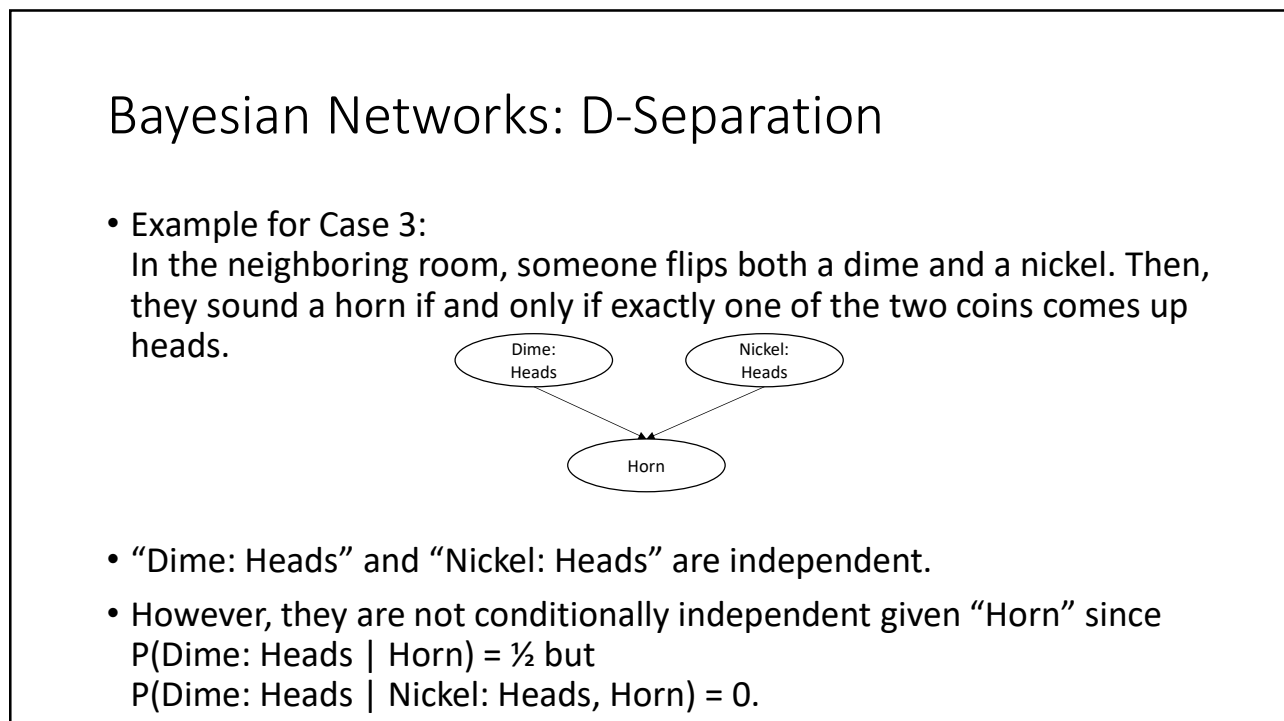 Bayesian Networks: D-Separation
• Example for Case 3:
In the neighboring room, someone flips both a dime and a nickel. Then,
they sound a horn if and only if exactly one of the two coins comes up
heads.
Dime:
Heads
Nickel:
Heads
Horn
• “Dime: Heads” and “Nickel: Heads” are independent.
• However, they are not conditionally independent given “Horn” since
P(Dime: Heads | Horn) = ½ but
P(Dime: Heads | Nickel: Heads, Horn) = 0.